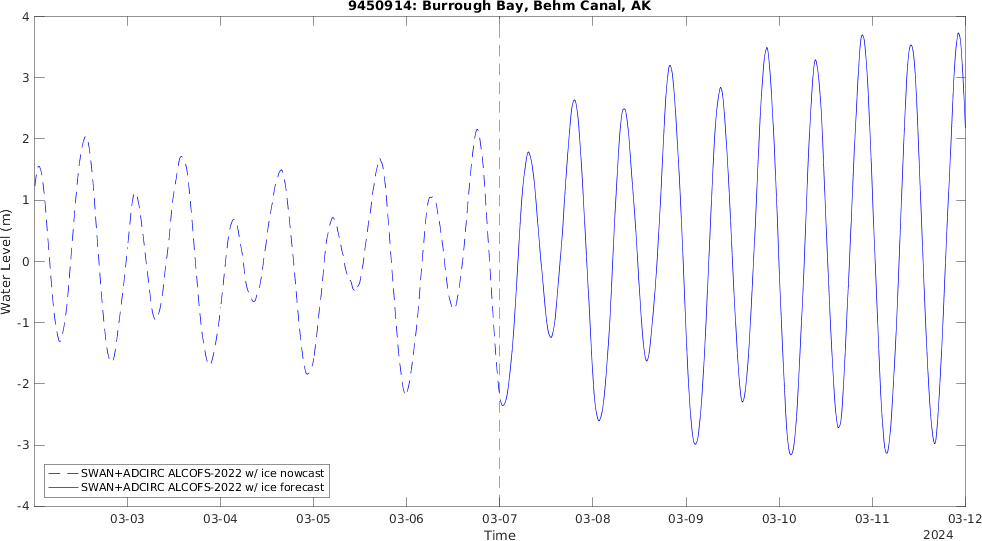 9450914: Burrough Bay, Behm Canal, AK
4
3
2
1
0
-1
-2
-3
-4
Water Level (m)
SWAN+ADCIRC ALCOFS-2022 w/ ice nowcast
SWAN+ADCIRC ALCOFS-2022 w/ ice forecast
03-03 03-04 03-05 03-06 03-07 03-08 03-09 03-10 03-11 03-12
Time
2024